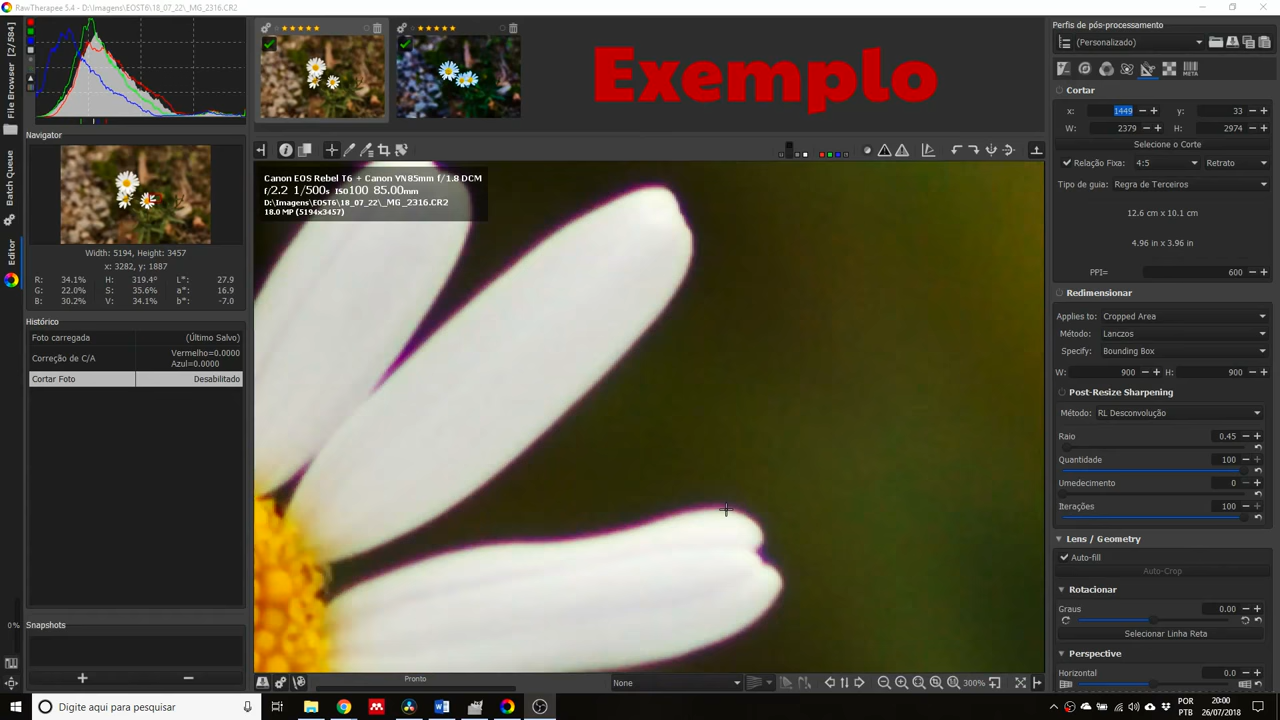 RawTherapee 5.4 - D:\Imagens\EOST6\18_07_22\_MG_2316.CR2
File Brower [2/584]
Batch Queue
Editor
0%
Navigator
Width: 5194, Height: 3457
x: 3282, y: 1887
R: 34.1% H: 319.4° L*: 27.9
G: 22.0% S: 35.6% a*: 16.9
B: 30.2% V: 34.1% b*: -7.0
Histórico
Foto carregada (Último Salvo)
Correção de C/A Vermelho=0.0000
Azul=0.0000
Cortar Foto Desabilitado
Snapshots
Exemplo
Canon EOS Rebel T6 + Canon YN85mm f/1.8 DCM
f/2.2 1/500s ISO100 85.00mm
D:\Imagens\EOST6\18_07_22\_MG_2316.CR2
18.0 MP (5194x3457)
Pronto
None
300%
Perfis de pós-processamento
(Personalizado)
META
Cortar
x: 1449 y: 33
W: 2379 H: 2974
Selecione o Corte
Relação Fixa: 4:5 Retrato
Tipo de guia: Regra de Terceiros
12.6 cm x 10.1 cm
4.96 in x 3.96 in
PPI= 600
Redimensionar
Applies to: Cropped Area
Método: Lanczos
Specify: Bounding Box
W: 900 H: 900
Post-Resize Sharpening
Método: RL Desconvolução
Raio 0.45
Quantidade 100
Umedecimento 0
Iterações 100
Lens / Geometry
Auto-fill
Auto-Crop
Rotacionar
Graus 0.00
Selecionar Linha Reta
Perspective
Horizontal 0.0
Digite aqui para pesquisar
POR
PTB
20:00
26/07/2018